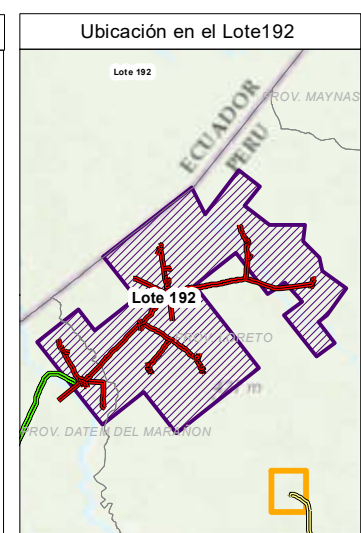 Ubicación en el Lote192
Lote 192
PROV. MAYNAS
ECUADOR
PERU
Lote 192
LORETO
m
PROV. DATEM DEL MARAÑON